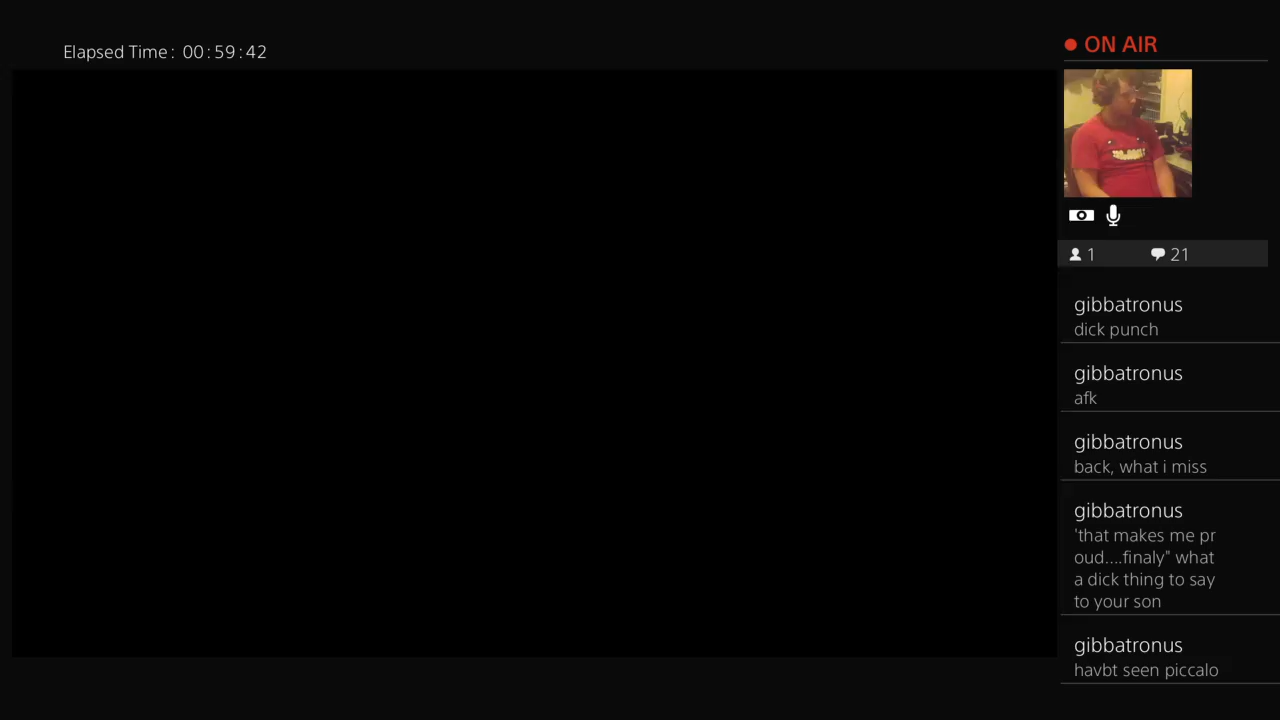 Elapsed Time: 00:59:42
ON AIR
1 21
gibbatronus
dick punch
gibbatronus
afk
gibbatronus
back, what i miss
gibbatronus
'that makes me pr
oud....finaly" what
a dick thing to say
to your son
gibbatronus
havbt seen piccalo